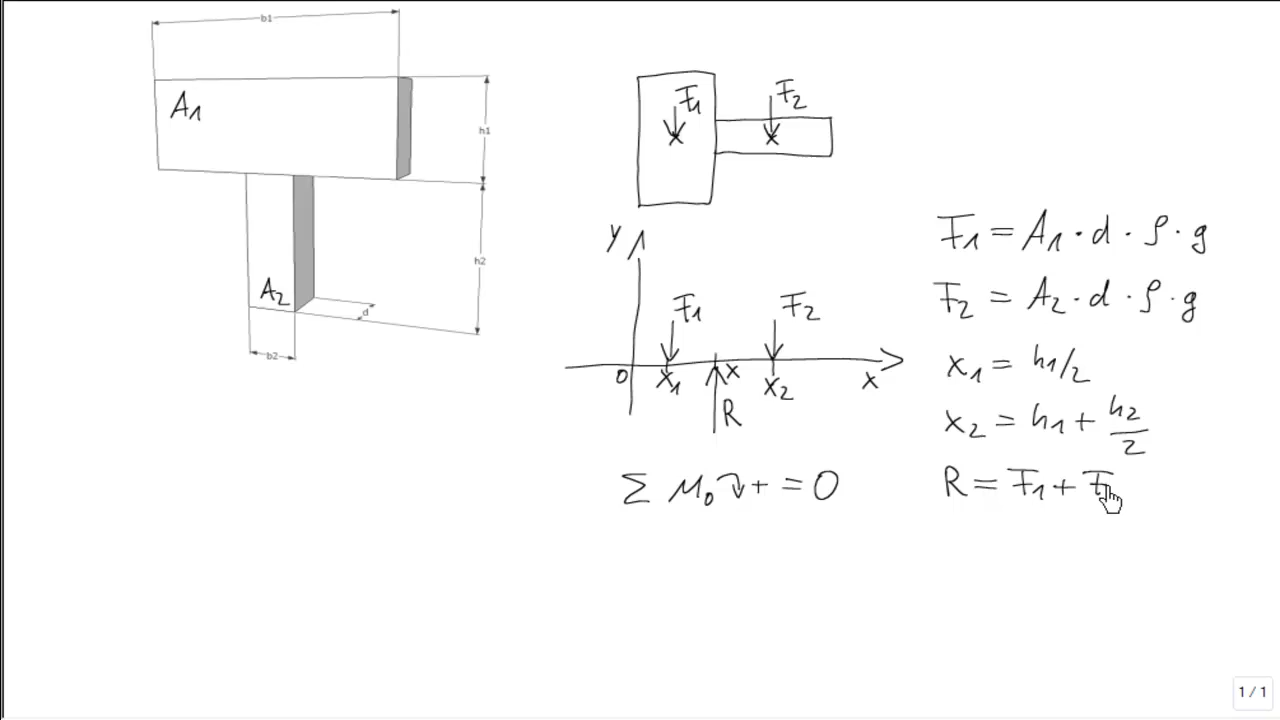 b1
A1
h1
h2
A2
d
b2
F1
F2
y
F1
F2
0
x1
x
x2
x
R
Σ M0 ↷+ = 0
F1 = A1 · d · ρ · g
F2 = A2 · d · ρ · g
x1 = h1/2
x2 = h1 + h2/2
R = F1 + F
1 / 1